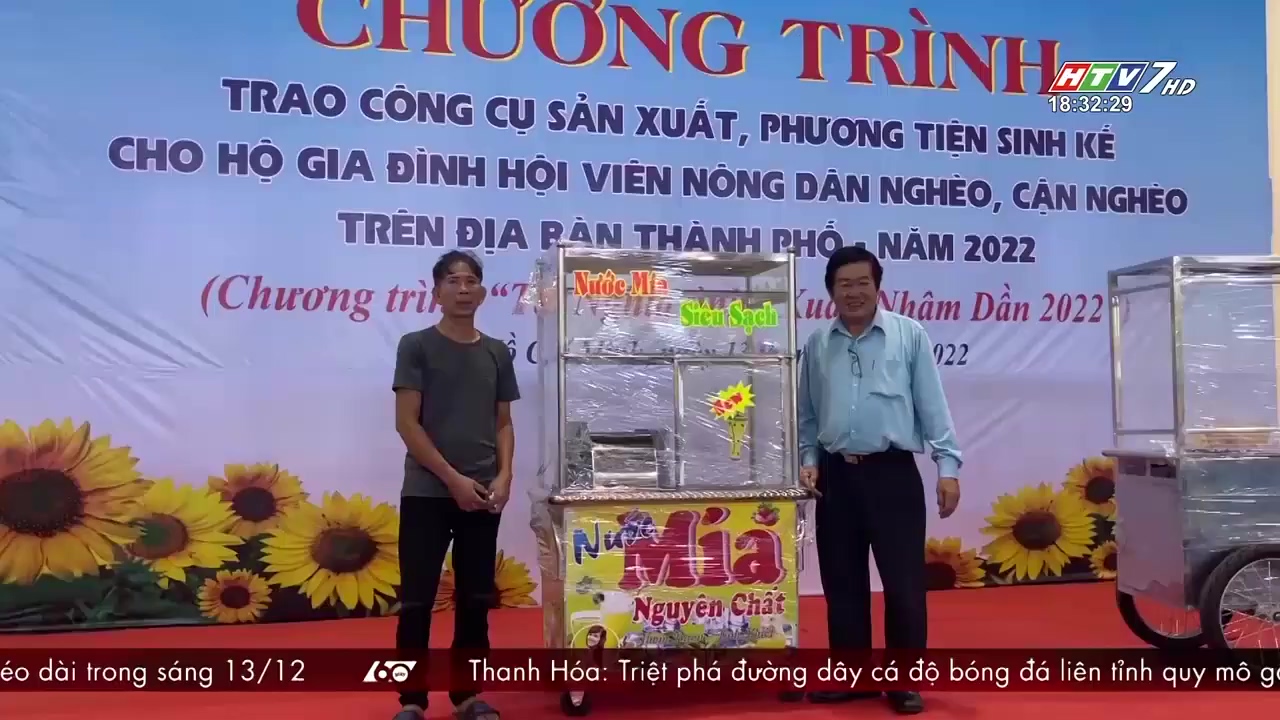 CHƯƠNG TRÌNH
HTV7 HD
18:32:29
TRAO CÔNG CỤ SẢN XUẤT, PHƯƠNG TIỆN SINH KẾ
CHO HỘ GIA ĐÌNH HỘI VIÊN NÔNG DÂN NGHÈO, CẬN NGHÈO
TRÊN ĐỊA BÀN THÀNH PHỐ - NĂM 2022
(Chương trình Xuân Nhâm Dần 2022
2022
Nước Mía
Siêu Sạch
New
Nước
Mía
Nguyên Chất
éo dài trong sáng 13/12
60 Thanh Hóa: Triệt phá đường dây cá độ bóng đá liên tỉnh quy mô